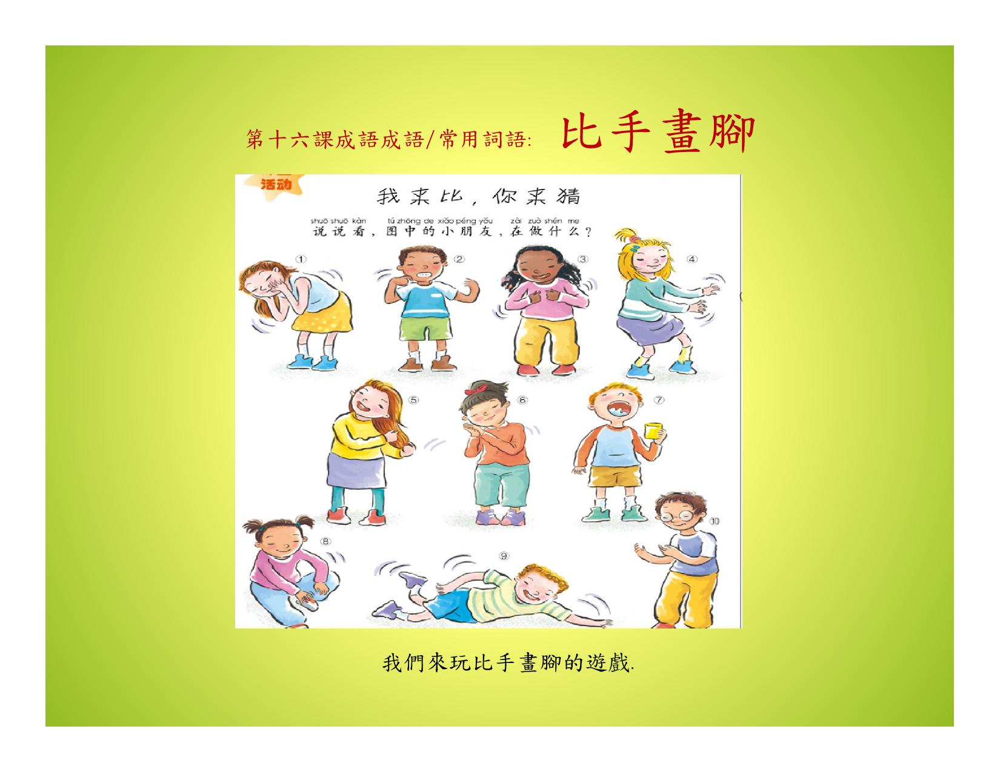 第十六課成語成語/常用詞語: 比手畫腳
活动
我来比，你来猜
shuō shuō kàn tú zhōng de xiǎo péng yǒu zài zuò shén me
说说看，图中的小朋友，在做什么？
①
②
③
④
⑤
⑥
⑦
⑧
⑨
⑩
我們來玩比手畫腳的遊戲.